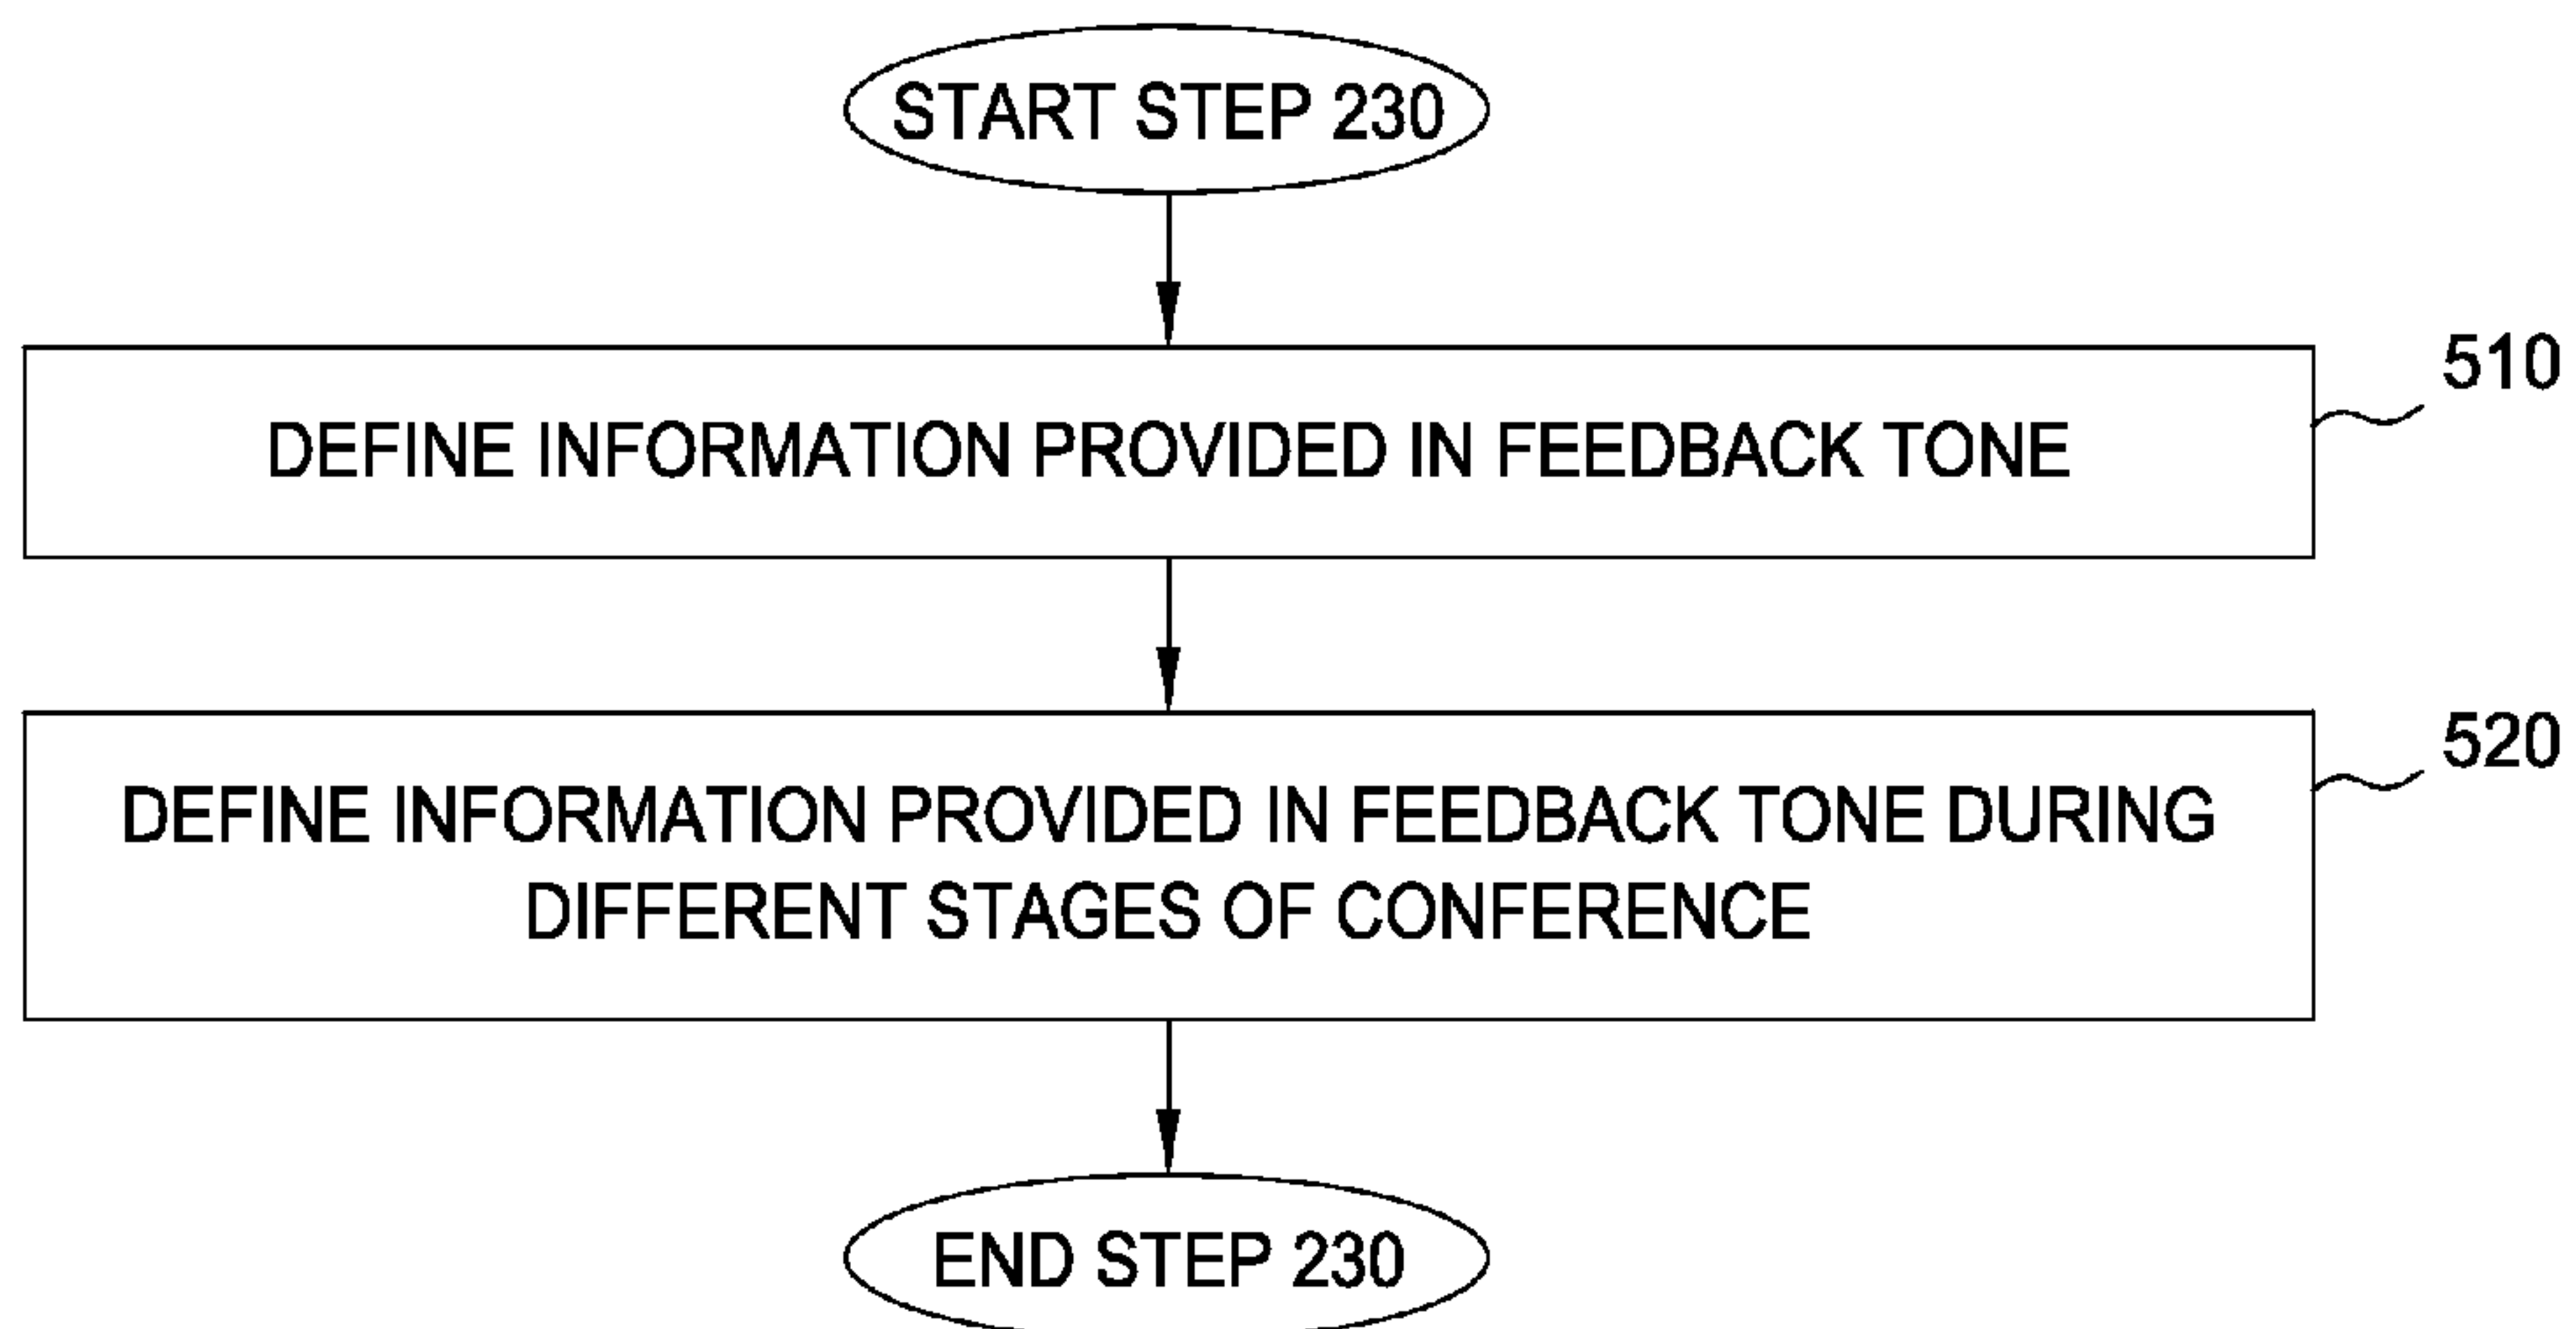 START STEP 230
510
DEFINE INFORMATION PROVIDED IN FEEDBACK TONE
520
DEFINE INFORMATION PROVIDED IN FEEDBACK TONE DURING
DIFFERENT STAGES OF CONFERENCE
END STEP 230